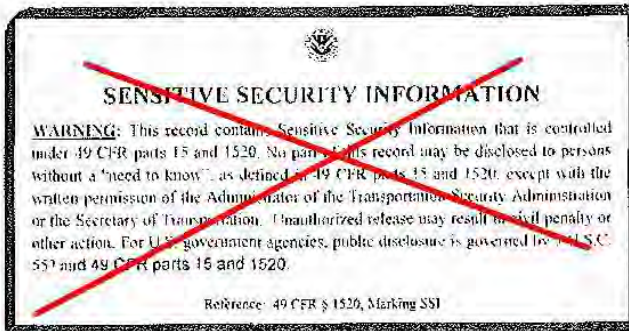 SENSITIVE SECURITY INFORMATION
WARNING: This record contains Sensitive Security Information that is controlled
under 49 CFR parts 15 and 1520. No part of this record may be disclosed to persons
without a "need to know", as defined in 49 CFR parts 15 and 1520, except with the
written permission of the Administrator of the Transportation Security Administration
or the Secretary of Transportation. Unauthorized release may result in civil penalty or
other action. For U.S. government agencies, public disclosure is governed by 5 U.S.C.
552 and 49 CFR parts 15 and 1520.
Reference: 49 CFR § 1520, Marking SSI